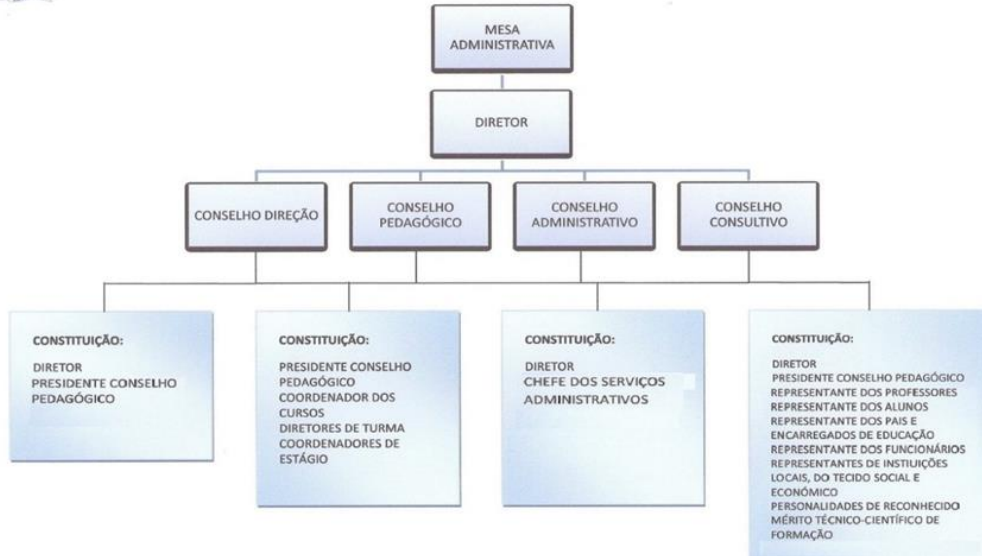 MESA
ADMINISTRATIVA
DIRETOR
CONSELHO DIREÇÃO
CONSELHO
PEDAGÓGICO
CONSELHO
ADMINISTRATIVO
CONSELHO
CONSULTIVO
CONSTITUIÇÃO:
DIRETOR
PRESIDENTE CONSELHO
PEDAGÓGICO
CONSTITUIÇÃO:
PRESIDENTE CONSELHO
PEDAGÓGICO
COORDENADOR DOS
CURSOS
DIRETORES DE TURMA
COORDENADORES DE
ESTÁGIO
CONSTITUIÇÃO:
DIRETOR
CHEFE DOS SERVIÇOS
ADMINISTRATIVOS
CONSTITUIÇÃO:
DIRETOR
PRESIDENTE CONSELHO PEDAGÓGICO
REPRESENTANTE DOS PROFESSORES
REPRESENTANTE DOS ALUNOS
REPRESENTANTE DOS PAIS E
ENCARREGADOS DE EDUCAÇÃO
REPRESENTANTE DOS FUNCIONÁRIOS
REPRESENTANTES DE INSTIUIÇÕES
LOCAIS, DO TECIDO SOCIAL E
ECONÓMICO
PERSONALIDADES DE RECONHECIDO
MÉRITO TÉCNICO-CIENTÍFICO DE
FORMAÇÃO